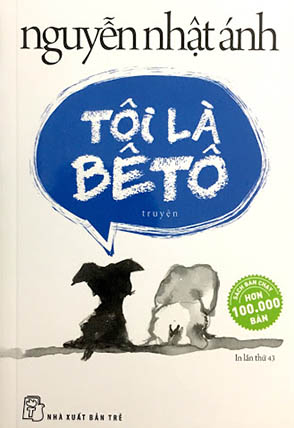 nguyễn nhật ánh
TÔI LÀ
BÊTÔ
truyện
SÁCH BÁN CHẠY
HƠN
100.000
BẢN
In lần thứ 43
NHÀ XUẤT BẢN TRẺ